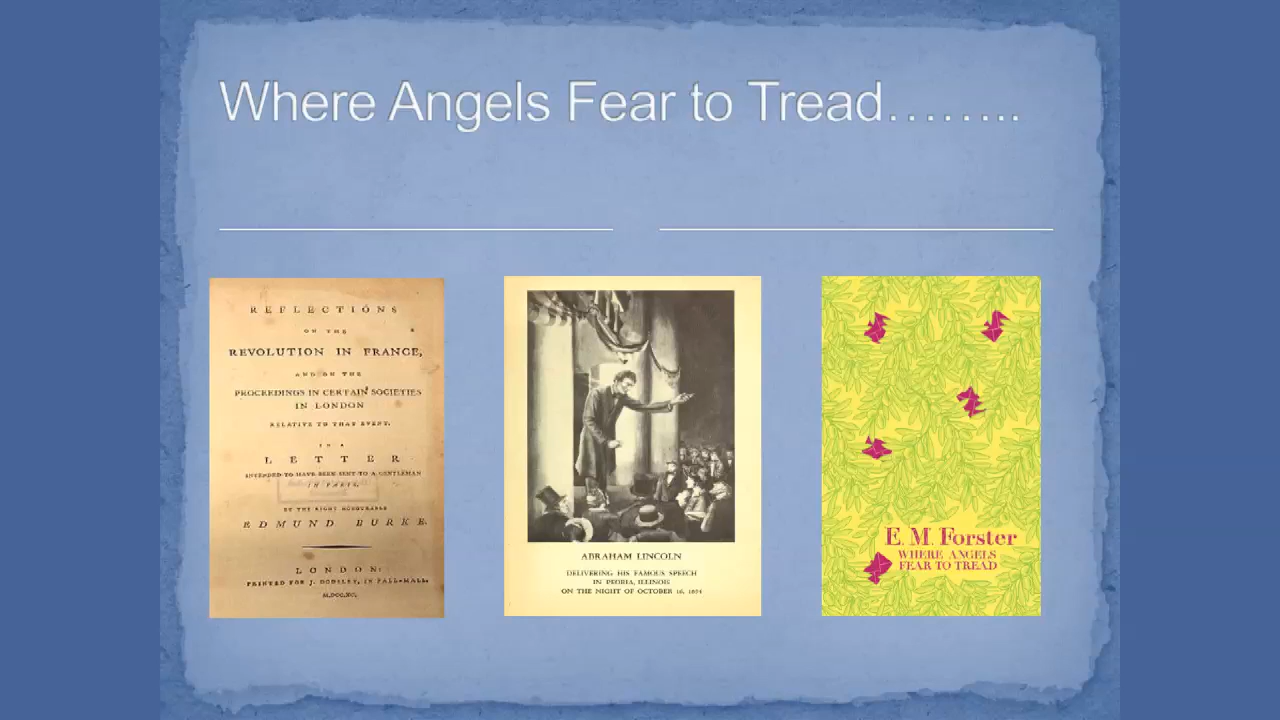 Where Angels Fear to Tread……..
REFLECTIONS
ON THE
REVOLUTION IN FRANCE,
AND ON THE
PROCEEDINGS IN CERTAIN SOCIETIES
IN LONDON
RELATIVE TO THAT EVENT.
IN A
LETTER
INTENDED TO HAVE BEEN SENT TO A GENTLEMAN
IN PARIS.
BY THE RIGHT HONOURABLE
EDMUND BURKE.
LONDON:
PRINTED FOR J. DODSLEY, IN PALL-MALL.
M.DCC.XC.
ABRAHAM LINCOLN
DELIVERING HIS FAMOUS SPEECH
IN PEORIA, ILLINOIS
ON THE NIGHT OF OCTOBER 16, 1854
E. M. Forster
WHERE ANGELS
FEAR TO TREAD